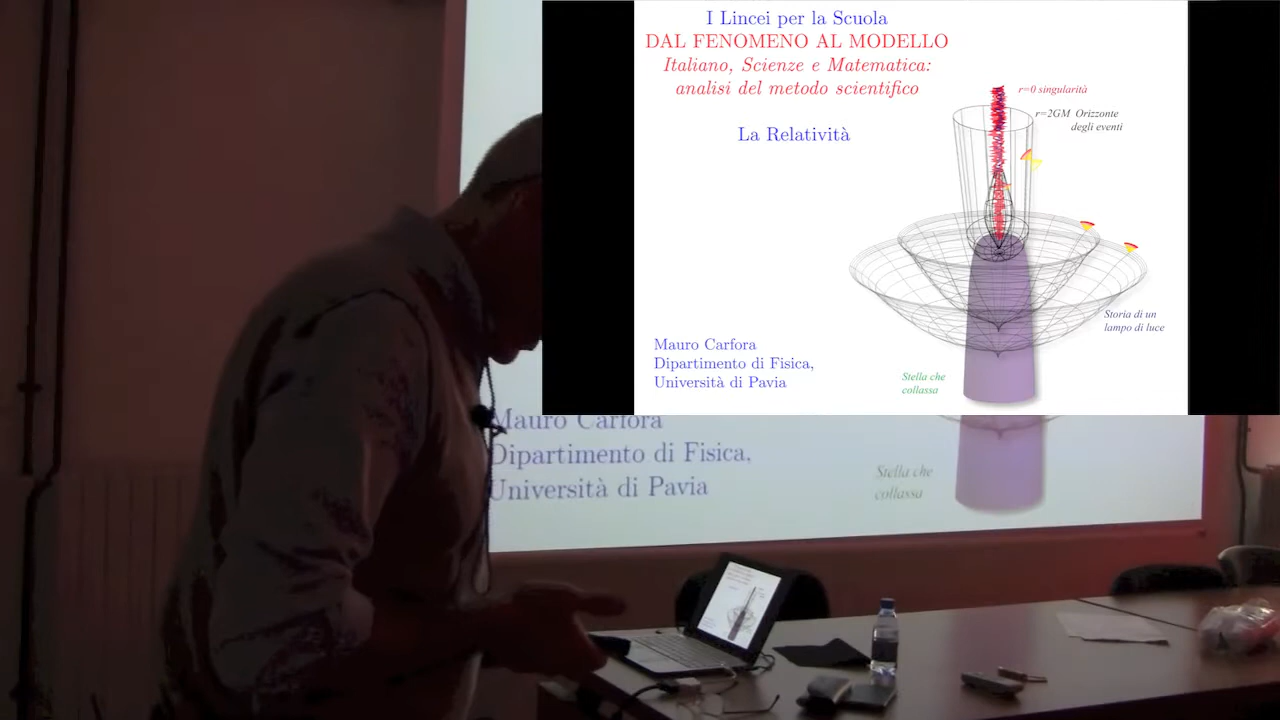 I Lincei per la Scuola
DAL FENOMENO AL MODELLO
Italiano, Scienze e Matematica:
analisi del metodo scientifico
La Relatività
r=0 singularità
r=2GM Orizzonte
degli eventi
Storia di un
lampo di luce
Stella che
collassa
Mauro Carfora
Dipartimento di Fisica,
Università di Pavia
Mauro Carfora
Dipartimento di Fisica,
Università di Pavia
Stella che
collassa